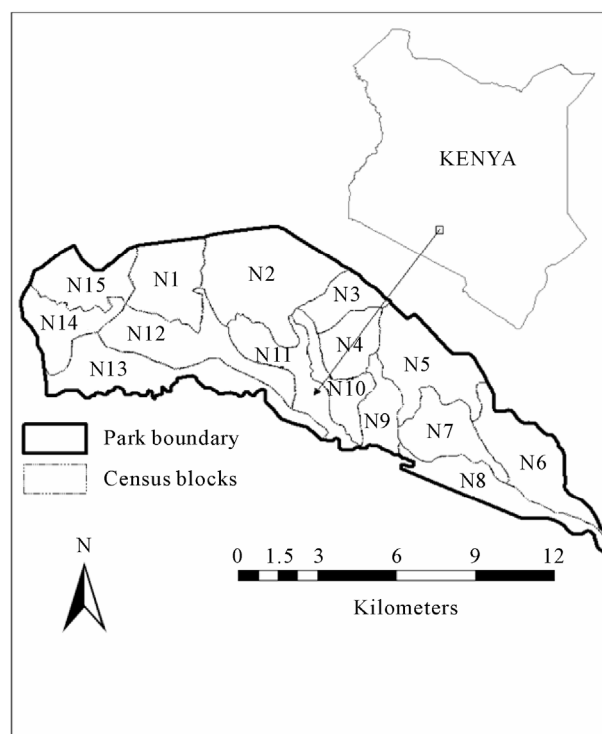 KENYA
N15
N1
N2
N3
N14
N12
N11
N4
N5
N13
N10
N9
N7
N6
N8
Park boundary
Census blocks
N
0 1.5 3 6 9 12
Kilometers